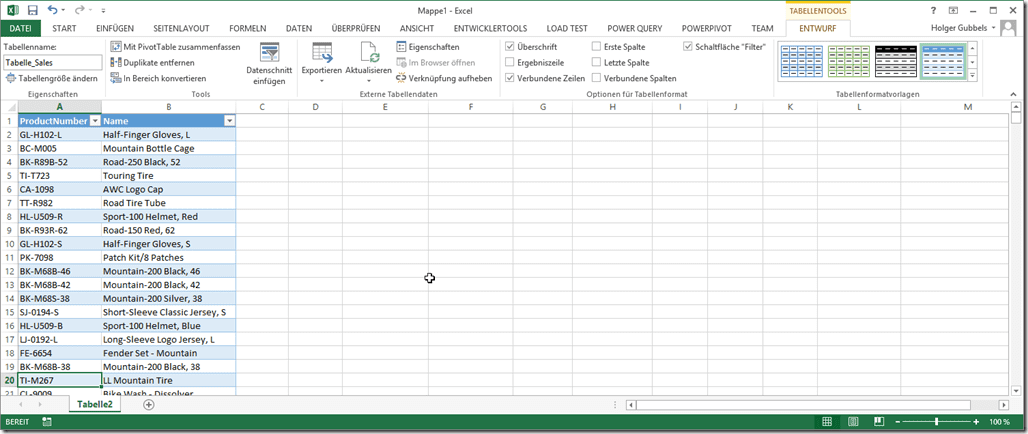 Mappe1 - Excel
TABELLENTOOLS
DATEI START EINFÜGEN SEITENLAYOUT FORMELN DATEN ÜBERPRÜFEN ANSICHT ENTWICKLERTOOLS LOAD TEST POWER QUERY POWERPIVOT TEAM ENTWURF Holger Gubbels
Tabellenname: Mit PivotTable zusammenfassen Eigenschaften Überschrift Erste Spalte Schaltfläche "Filter"
Tabelle_Sales Duplikate entfernen Im Browser öffnen Ergebniszeile Letzte Spalte
Tabellengröße ändern In Bereich konvertieren Datenschnitt einfügen Exportieren Aktualisieren Verknüpfung aufheben Verbundene Zeilen Verbundene Spalten
Eigenschaften Tools Externe Tabellendaten Optionen für Tabellenformat Tabellenformatvorlagen
A B C D E F G H I J K L M
1 ProductNumber Name
2 GL-H102-L Half-Finger Gloves, L
3 BC-M005 Mountain Bottle Cage
4 BK-R89B-52 Road-250 Black, 52
5 TI-T723 Touring Tire
6 CA-1098 AWC Logo Cap
7 TT-R982 Road Tire Tube
8 HL-U509-R Sport-100 Helmet, Red
9 BK-R93R-62 Road-150 Red, 62
10 GL-H102-S Half-Finger Gloves, S
11 PK-7098 Patch Kit/8 Patches
12 BK-M68B-46 Mountain-200 Black, 46
13 BK-M68B-42 Mountain-200 Black, 42
14 BK-M68S-38 Mountain-200 Silver, 38
15 SJ-0194-S Short-Sleeve Classic Jersey, S
16 HL-U509-B Sport-100 Helmet, Blue
17 LJ-0192-L Long-Sleeve Logo Jersey, L
18 FE-6654 Fender Set - Mountain
19 BK-M68B-38 Mountain-200 Black, 38
20 TI-M267 LL Mountain Tire
21 CL-9009 Bike Wash - Dissolver
Tabelle2
BEREIT 100 %